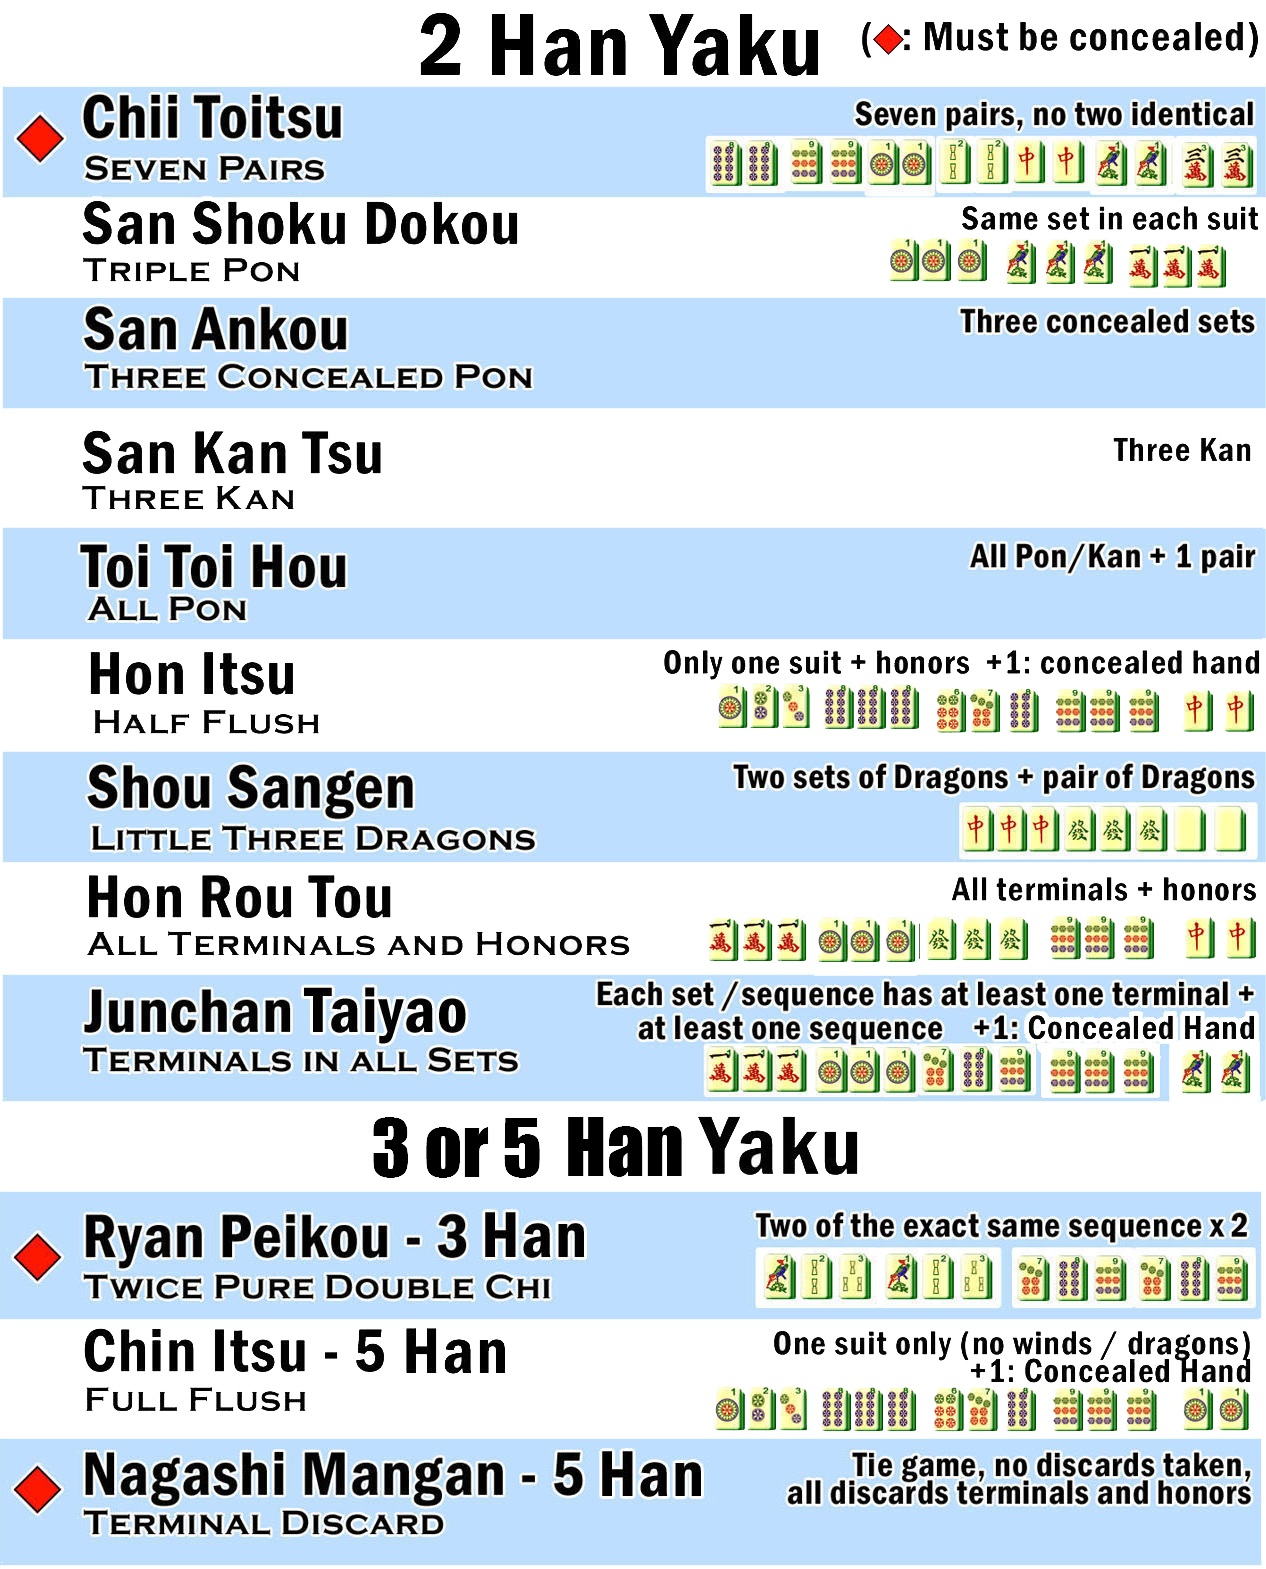 2 Han Yaku (♦: Must be concealed)
Chii Toitsu
Seven pairs, no two identical
SEVEN PAIRS
San Shoku Dokou
Same set in each suit
TRIPLE PON
San Ankou
Three concealed sets
THREE CONCEALED PON
San Kan Tsu
Three Kan
THREE KAN
Toi Toi Hou
All Pon/Kan + 1 pair
ALL PON
Hon Itsu
Only one suit + honors +1: concealed hand
HALF FLUSH
Shou Sangen
Two sets of Dragons + pair of Dragons
LITTLE THREE DRAGONS
中 中 中 發 發 發
Hon Rou Tou
All terminals + honors
ALL TERMINALS AND HONORS
Junchan Taiyao
Each set /sequence has at least one terminal +
at least one sequence +1: Concealed Hand
TERMINALS IN ALL SETS
3 or 5 Han Yaku
Ryan Peikou - 3 Han
Two of the exact same sequence x 2
TWICE PURE DOUBLE CHI
Chin Itsu - 5 Han
One suit only (no winds / dragons)
+1: Concealed Hand
FULL FLUSH
Nagashi Mangan - 5 Han
Tie game, no discards taken,
all discards terminals and honors
TERMINAL DISCARD